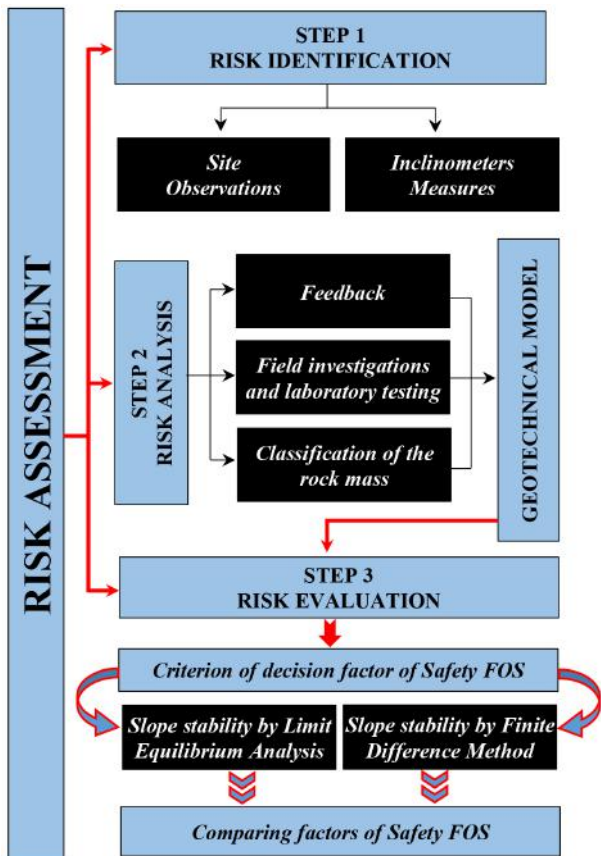 RISK ASSESSMENT
STEP 1
RISK IDENTIFICATION
Site
Observations
Inclinometers
Measures
STEP 2
RISK ANALYSIS
Feedback
Field investigations
and laboratory testing
Classification of the
rock mass
GEOTECHNICAL MODEL
STEP 3
RISK EVALUATION
Criterion of decision factor of Safety FOS
Slope stability by Limit
Equilibrium Analysis
Slope stability by Finite
Difference Method
Comparing factors of Safety FOS